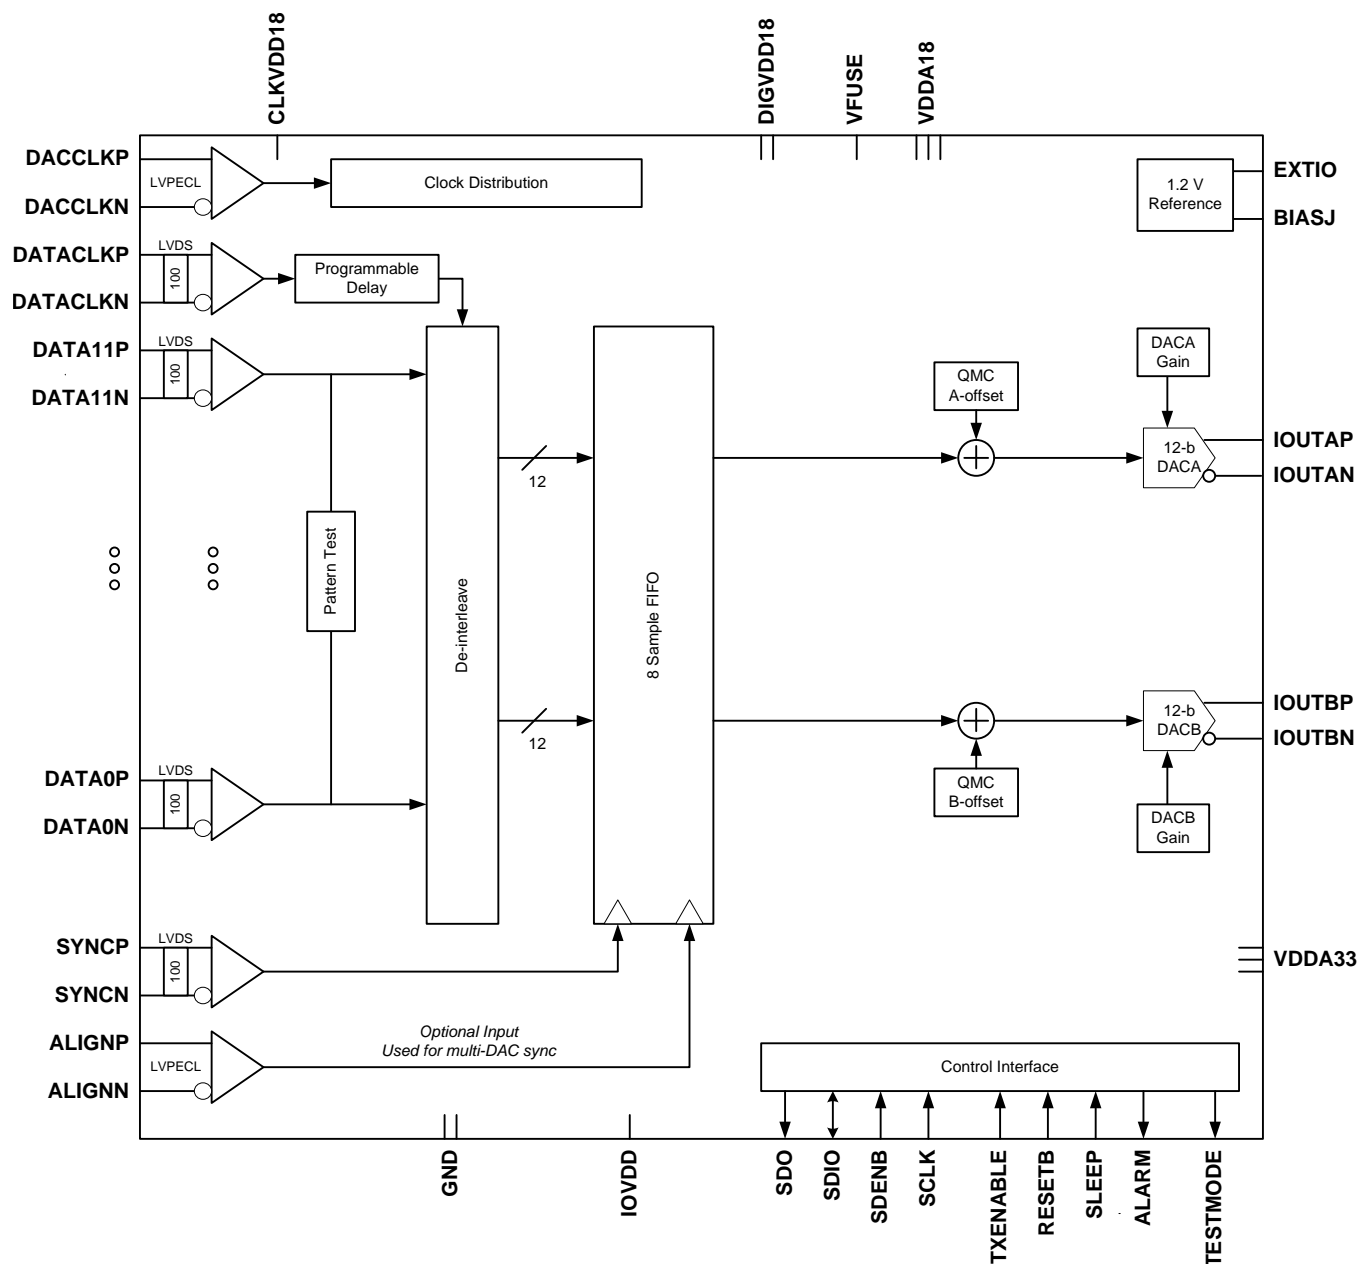 CLKVDD18
DIGVDD18
VFUSE
VDDA18
DACCLKP
LVPECL
DACCLKN
Clock Distribution
1.2 V
Reference
EXTIO
BIASJ
DATACLKP
LVDS
100
DATACLKN
Programmable
Delay
DATA11P
LVDS
100
DATA11N
DACA
Gain
QMC
A-offset
12
12-b
DACA
IOUTAP
IOUTAN
Pattern Test
De-interleave
8 Sample FIFO
12
12-b
DACB
IOUTBP
IOUTBN
QMC
B-offset
DACB
Gain
DATA0P
LVDS
100
DATA0N
SYNCP
LVDS
100
SYNCN
VDDA33
ALIGNP
LVPECL
ALIGNN
Optional Input
Used for multi-DAC sync
Control Interface
GND
IOVDD
SDO
SDIO
SDENB
SCLK
TXENABLE
RESETB
SLEEP
ALARM
TESTMODE